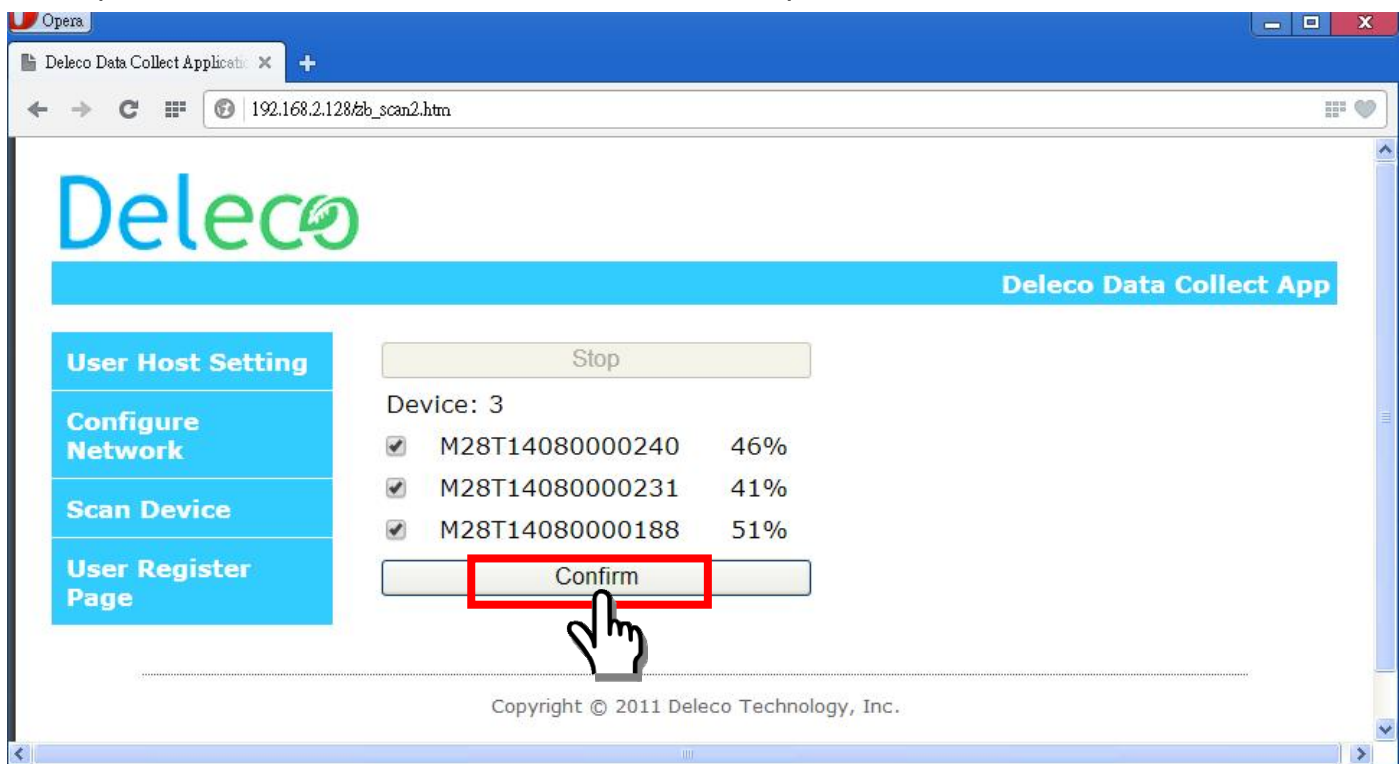 Opera
Deleco Data Collect Applicati
192.168.2.128/zb_scan2.htm
Deleco
Deleco Data Collect App
User Host Setting
Configure
Network
Scan Device
User Register
Page
Stop
Device: 3
M28T14080000240 46%
M28T14080000231 41%
M28T14080000188 51%
Confirm
Copyright © 2011 Deleco Technology, Inc.